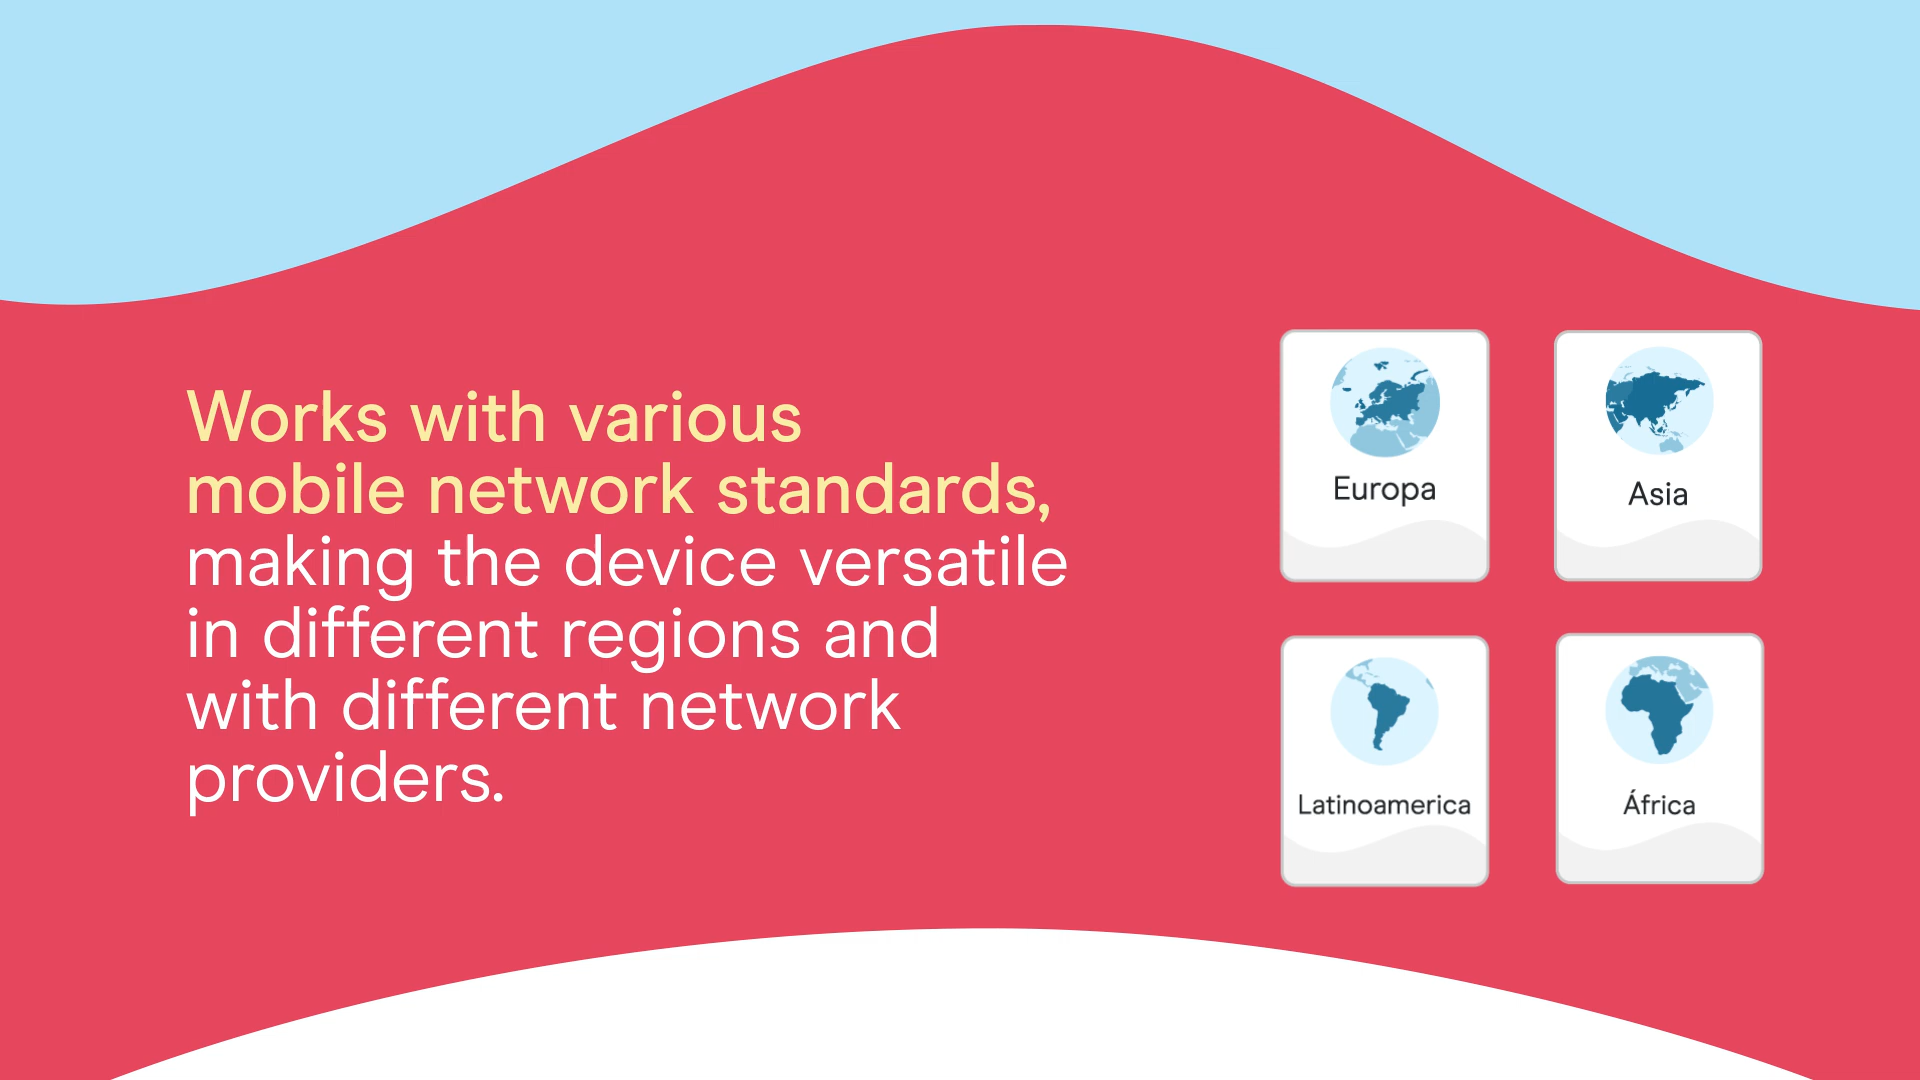 Works with various
mobile network standards,
making the device versatile
in different regions and
with different network
providers.
Europa
Asia
Latinoamerica
África